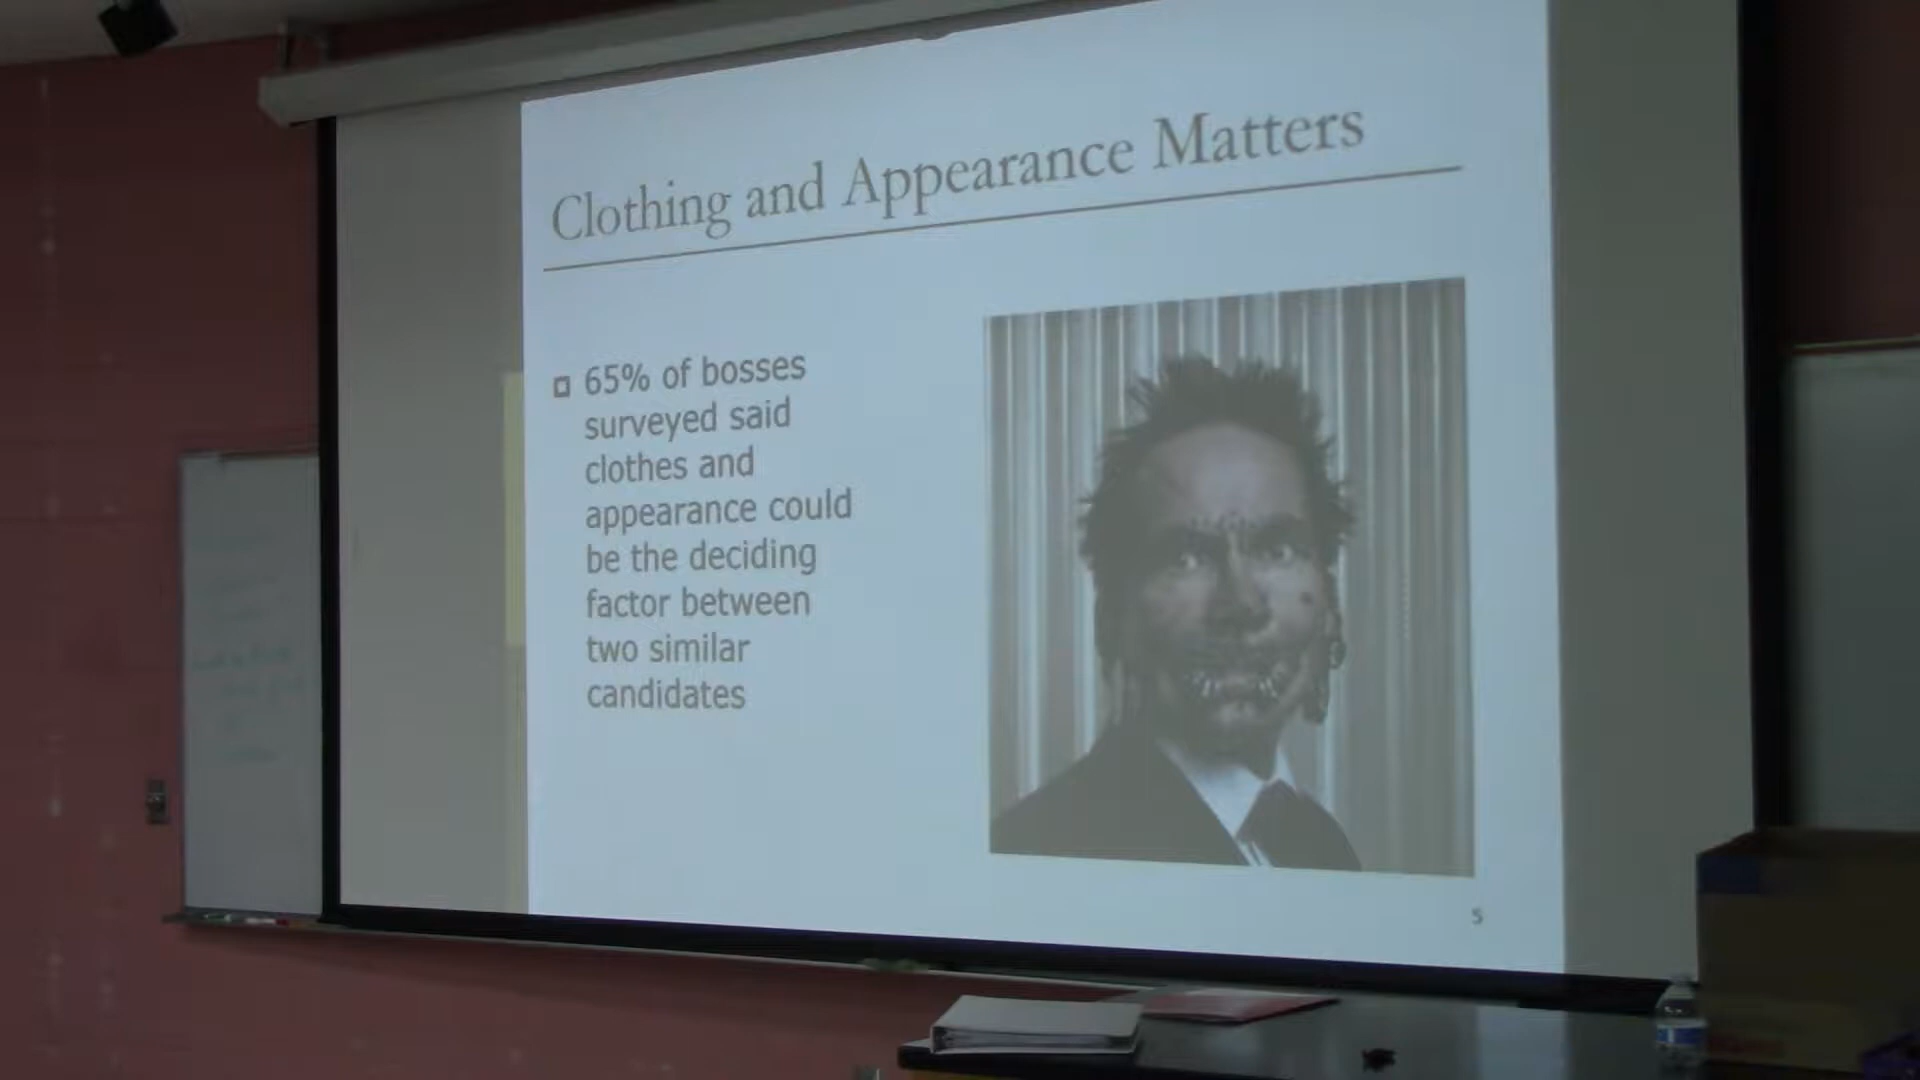 Clothing and Appearance Matters
65% of bosses
surveyed said
clothes and
appearance could
be the deciding
factor between
two similar
candidates
5